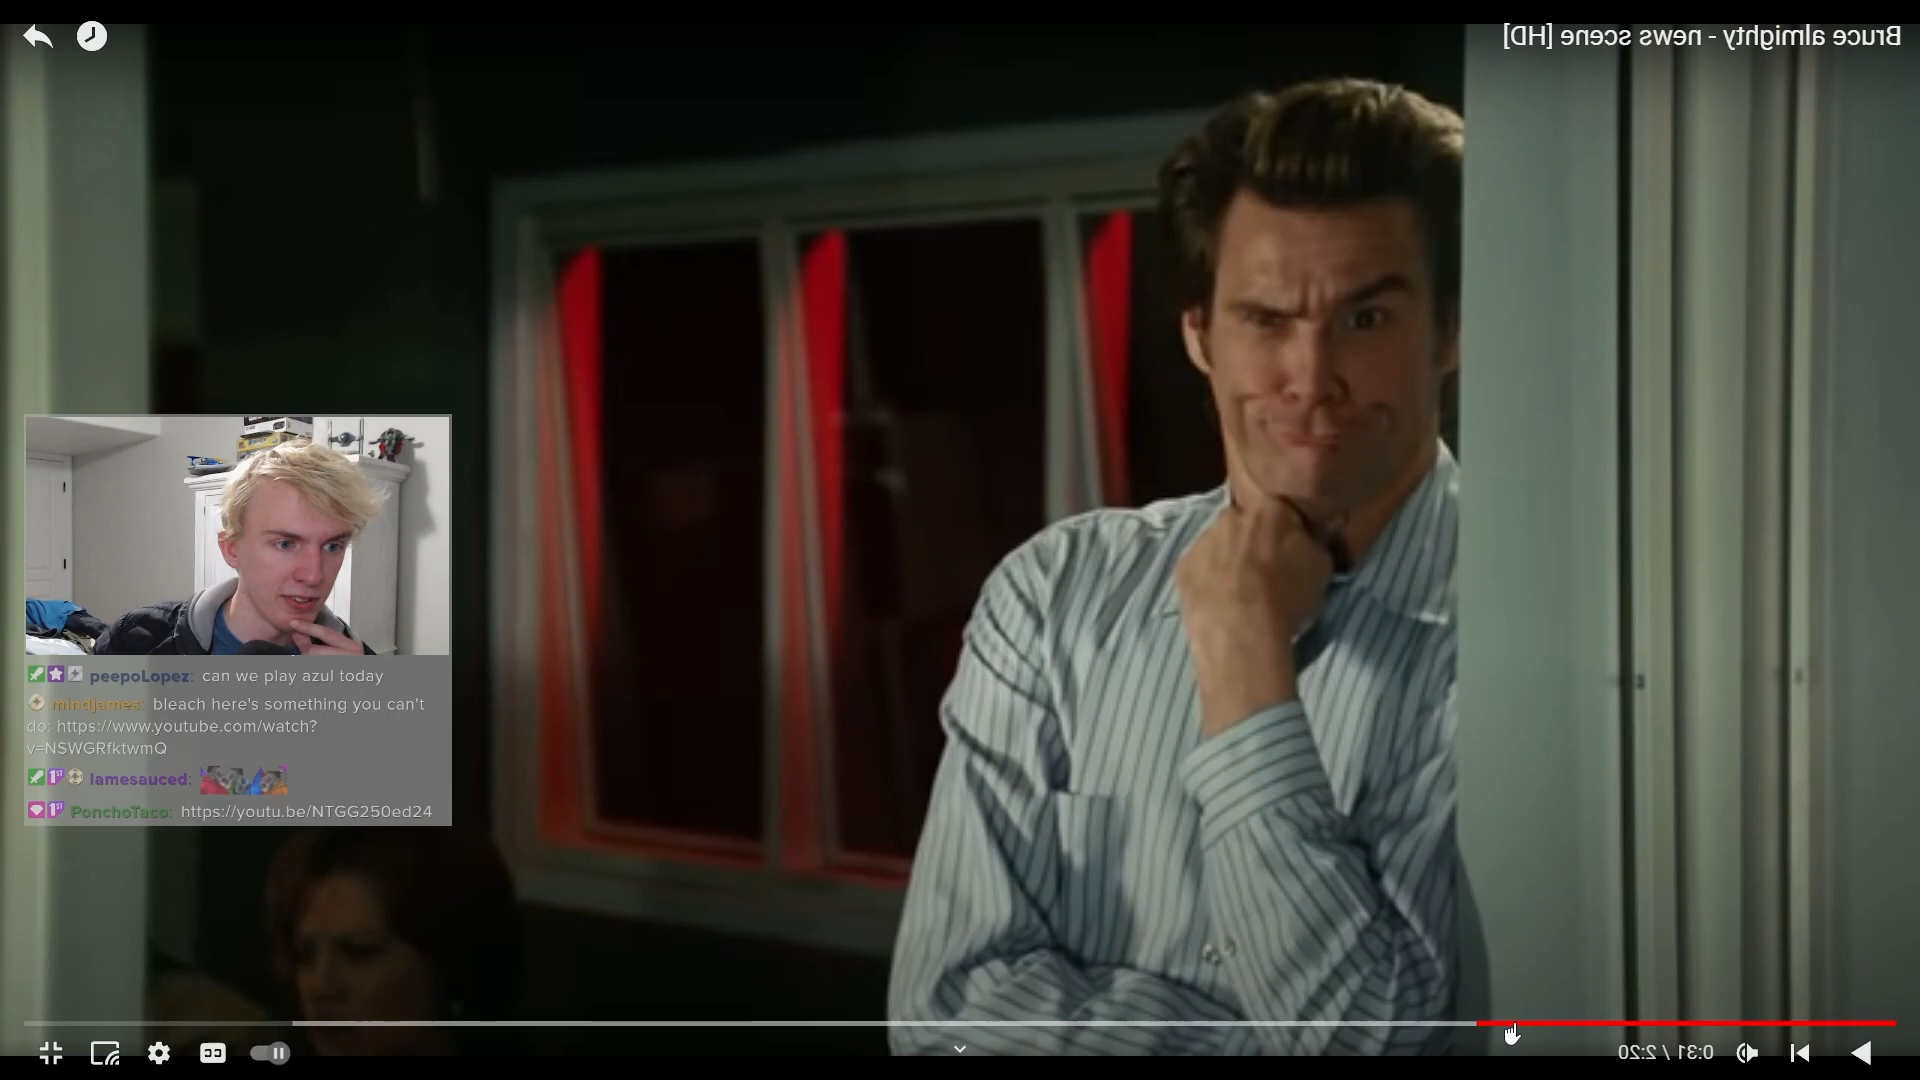 Bruce almighty - news scene [HD]
peepoLopez: can we play azul today
mindjames: bleach here's something you can't
do: https://www.youtube.com/watch?
v=NSWGRfktwmQ
lamesauced:
PonchoTaco: https://youtu.be/NTGG250ed24
0:31 / 2:20